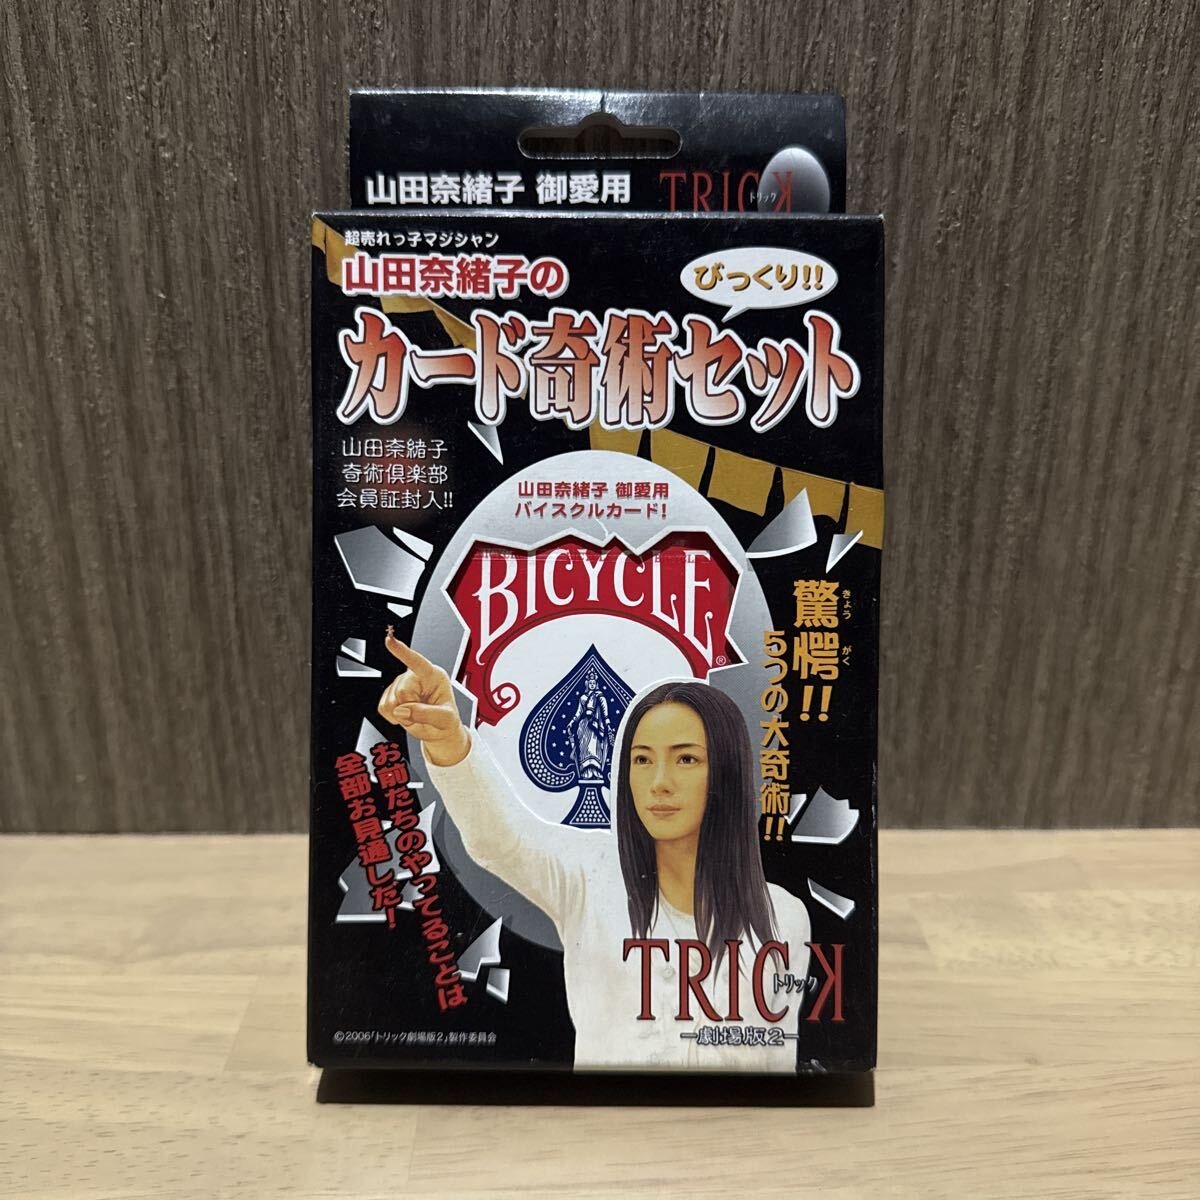 山田奈緒子 御愛用
TRICK
トリック
超売れっ子マジシャン
山田奈緒子の
びっくり!!
カード奇術セット
山田奈緒子
奇術倶楽部
会員証封入!!
山田奈緒子 御愛用
バイスクルカード!
BICYCLE
®
驚愕!!
きょう がく
5つの大奇術!!
お前たちのやってることは
全部お見通しだ!
TRICK
トリック
―劇場版2―
©2006「トリック劇場版2」製作委員会